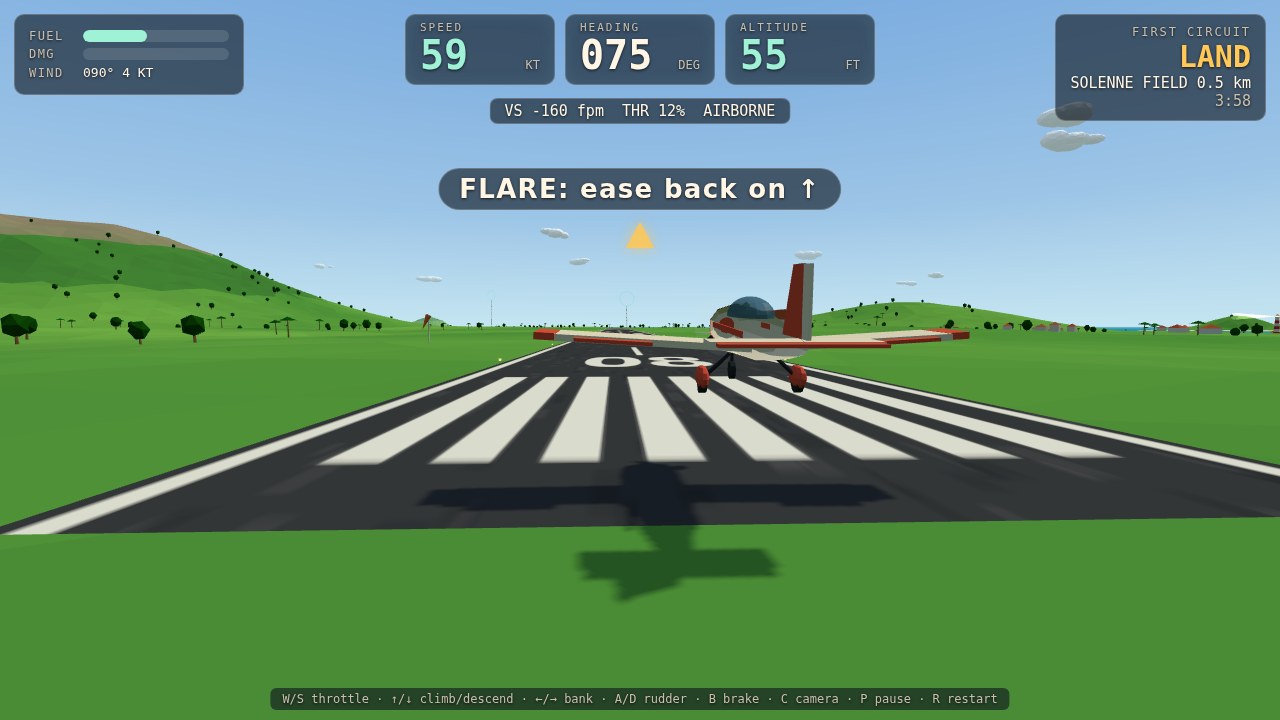 FUEL
DMG
WIND 090° 4 KT
SPEED
59 KT
HEADING
075 DEG
ALTITUDE
55 FT
VS -160 fpm THR 12% AIRBORNE
FIRST CIRCUIT
LAND
SOLENNE FIELD 0.5 km
3:58
FLARE: ease back on ↑
08
W/S throttle · ↑/↓ climb/descend · ←/→ bank · A/D rudder · B brake · C camera · P pause · R restart